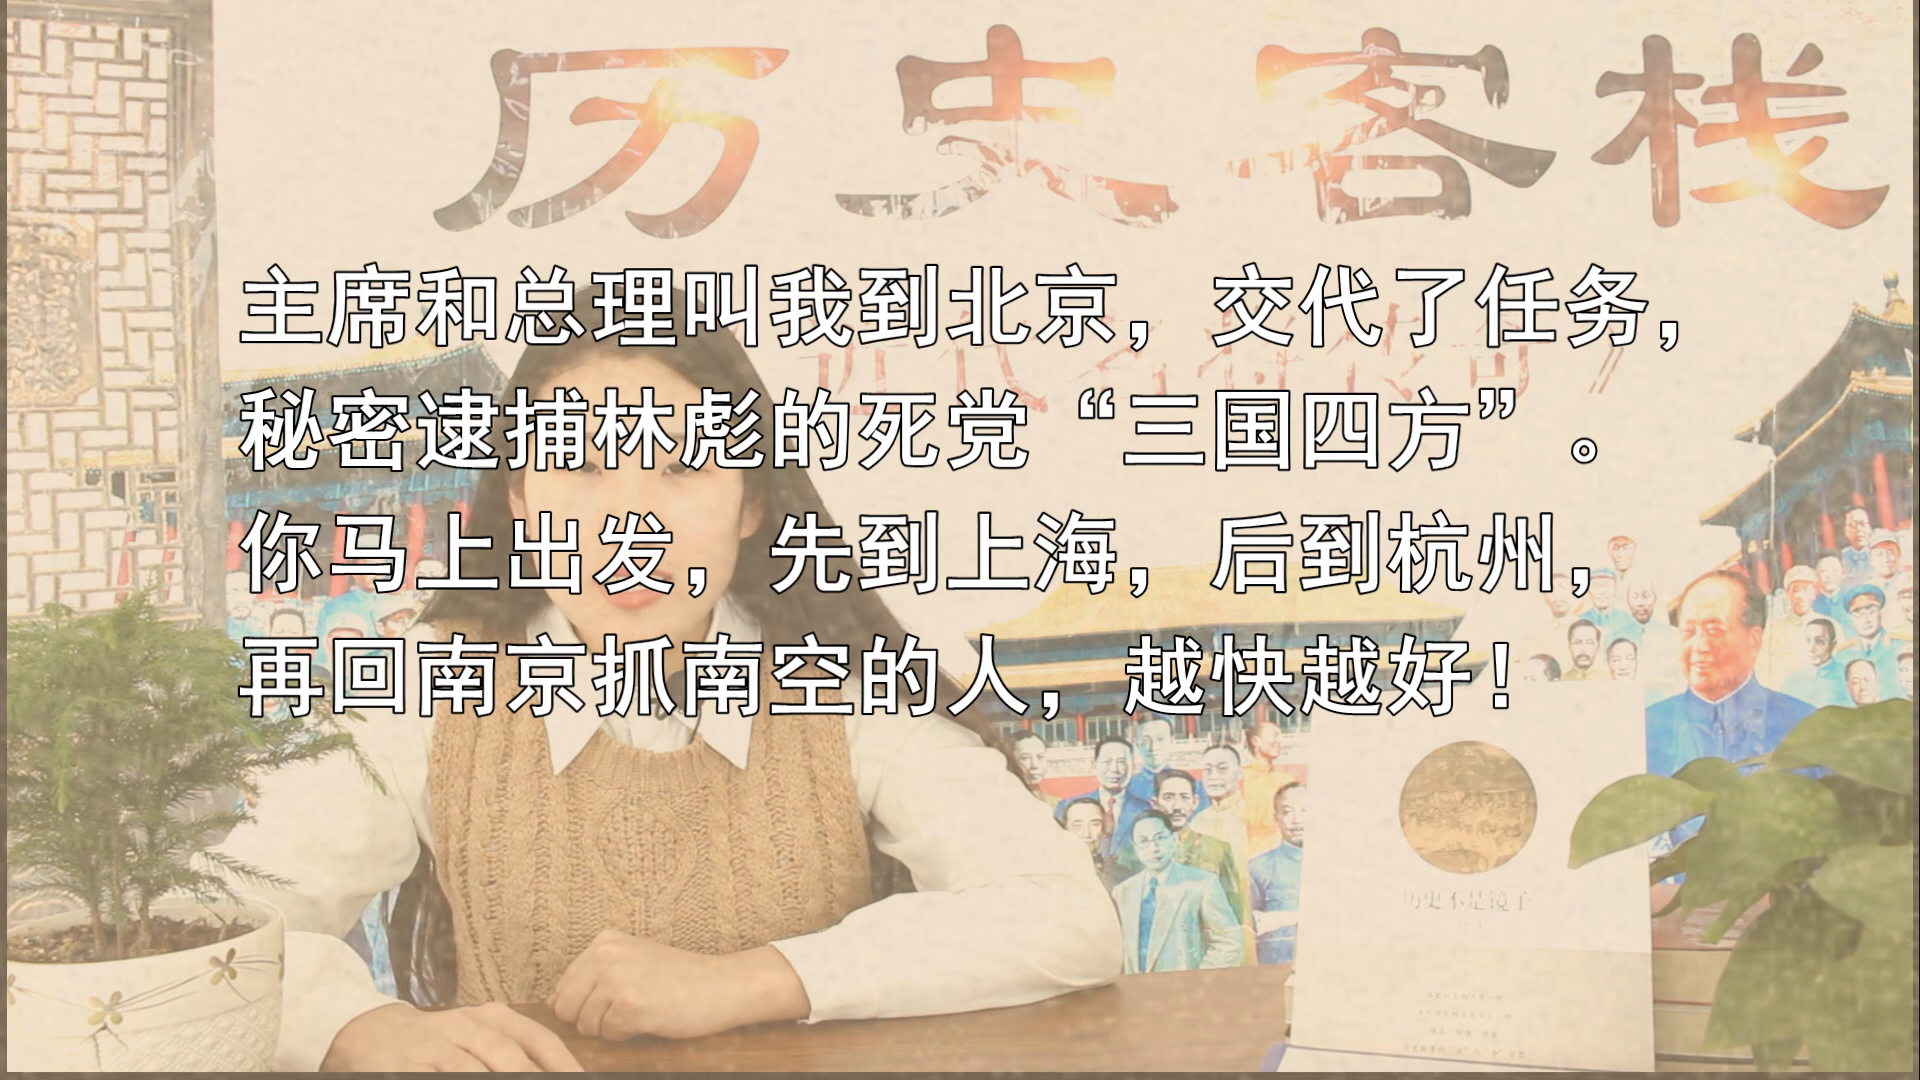 历史客栈
主席和总理叫我到北京，交代了任务，
秘密逮捕林彪的死党“三国四方”。
你马上出发，先到上海，后到杭州，
再回南京抓南空的人，越快越好！
历史不是镜子